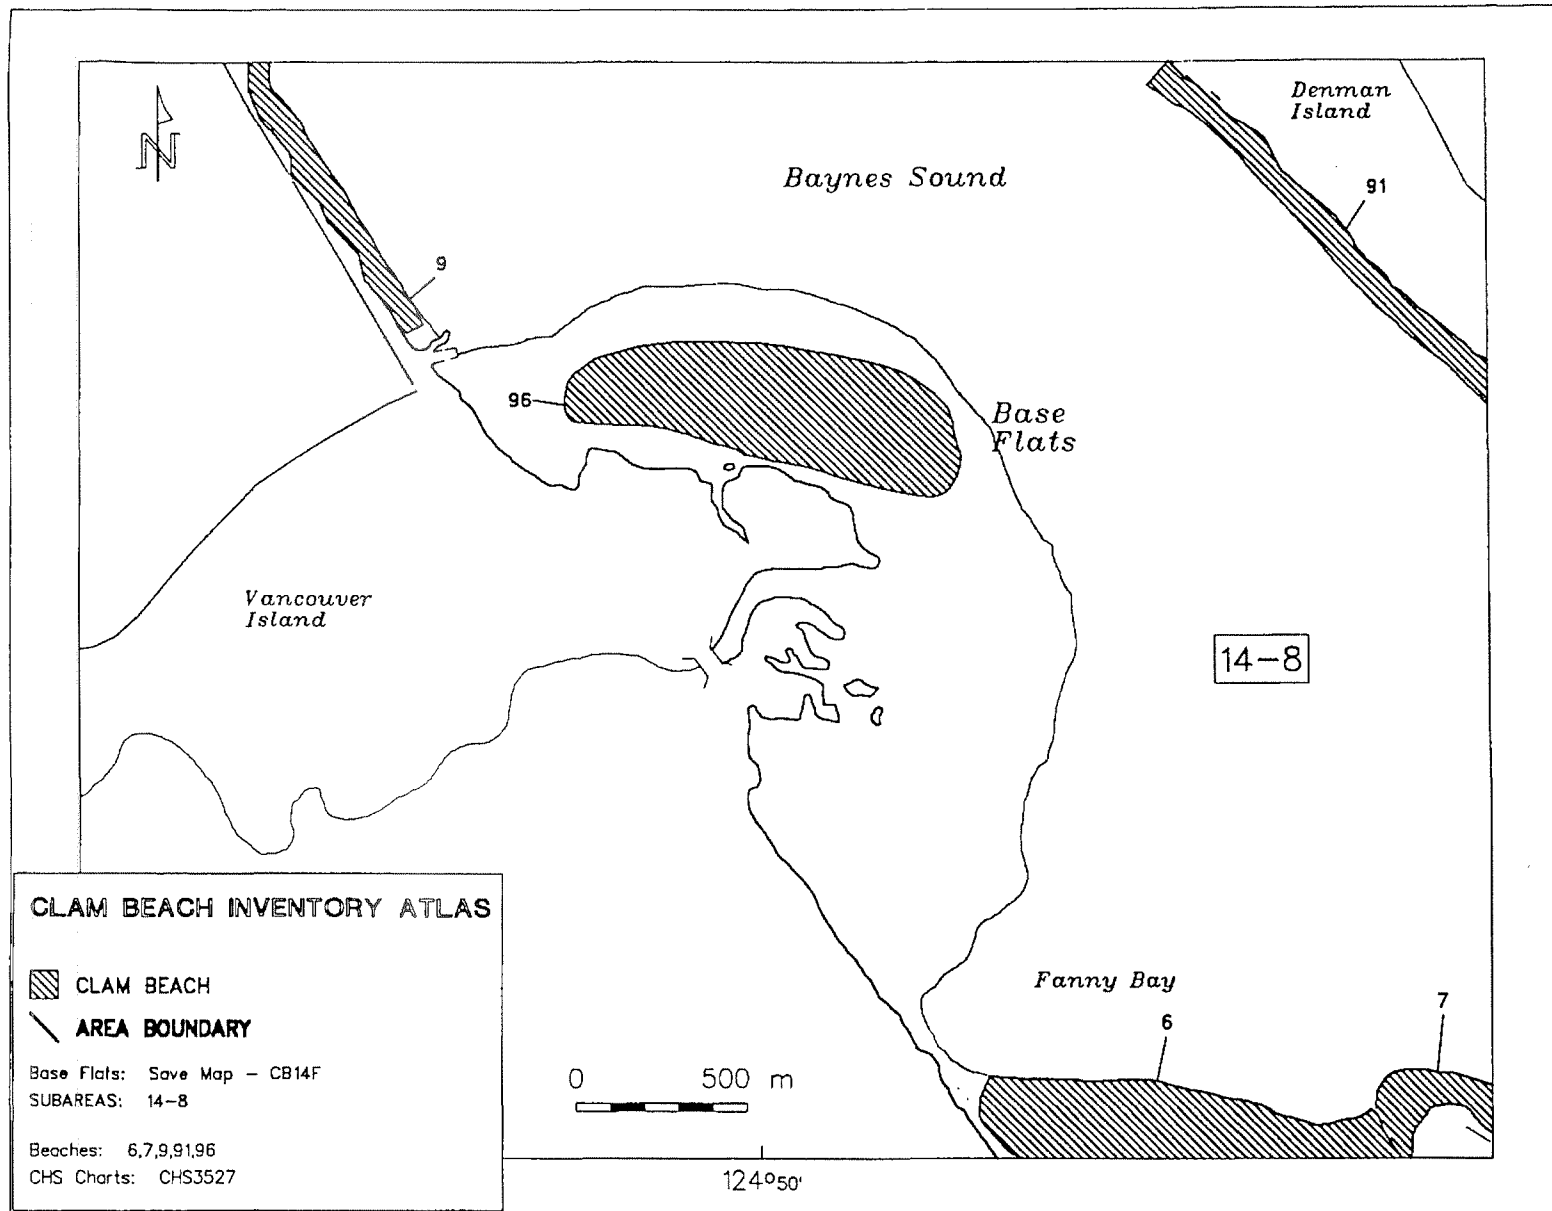 Denman
Island
N
Baynes Sound
91
9
96
Base
Flats
Vancouver
Island
14-8
CLAM BEACH INVENTORY ATLAS
CLAM BEACH
AREA BOUNDARY
Base Flats: Save Map - CB14F
SUBAREAS: 14-8
Beaches: 6,7,9,91,96
CHS Charts: CHS3527
Fanny Bay
6
7
0 500 m
124°50'